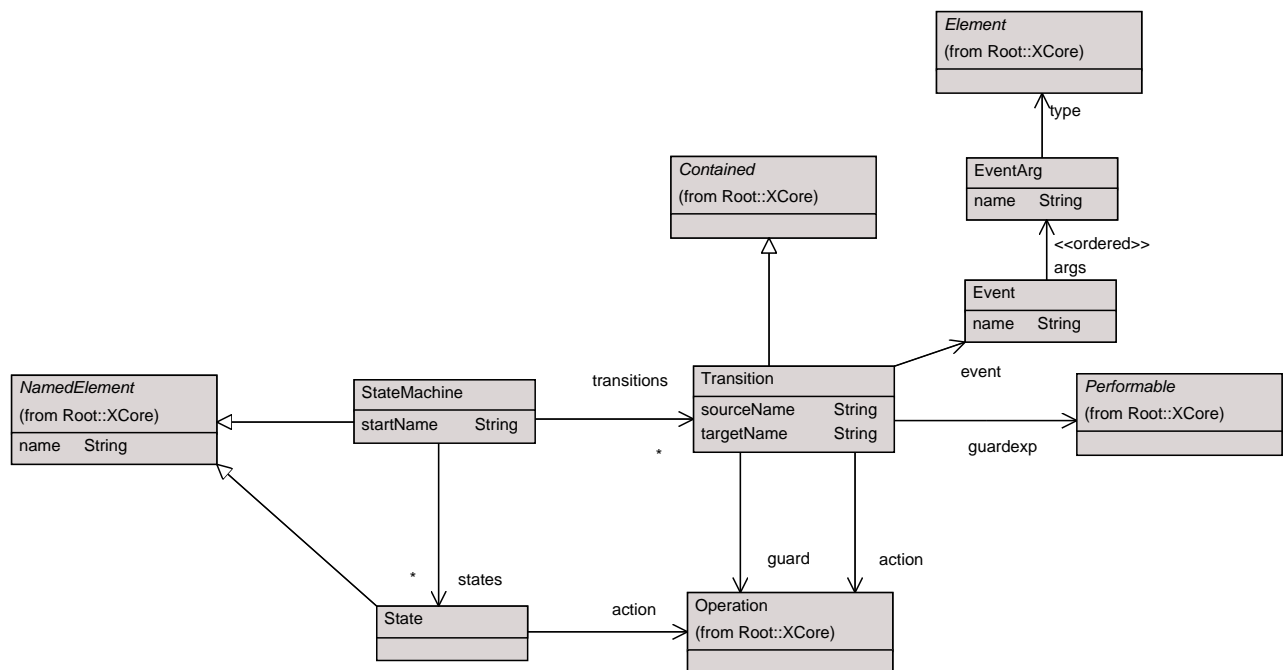 Element
(from Root::XCore)
type
EventArg
name String
<<ordered>>
args
Contained
(from Root::XCore)
Event
name String
event
NamedElement
(from Root::XCore)
name String
StateMachine
startName String
transitions
*
Transition
sourceName String
targetName String
Performable
(from Root::XCore)
guardexp
* states
guard
action
State
action
Operation
(from Root::XCore)